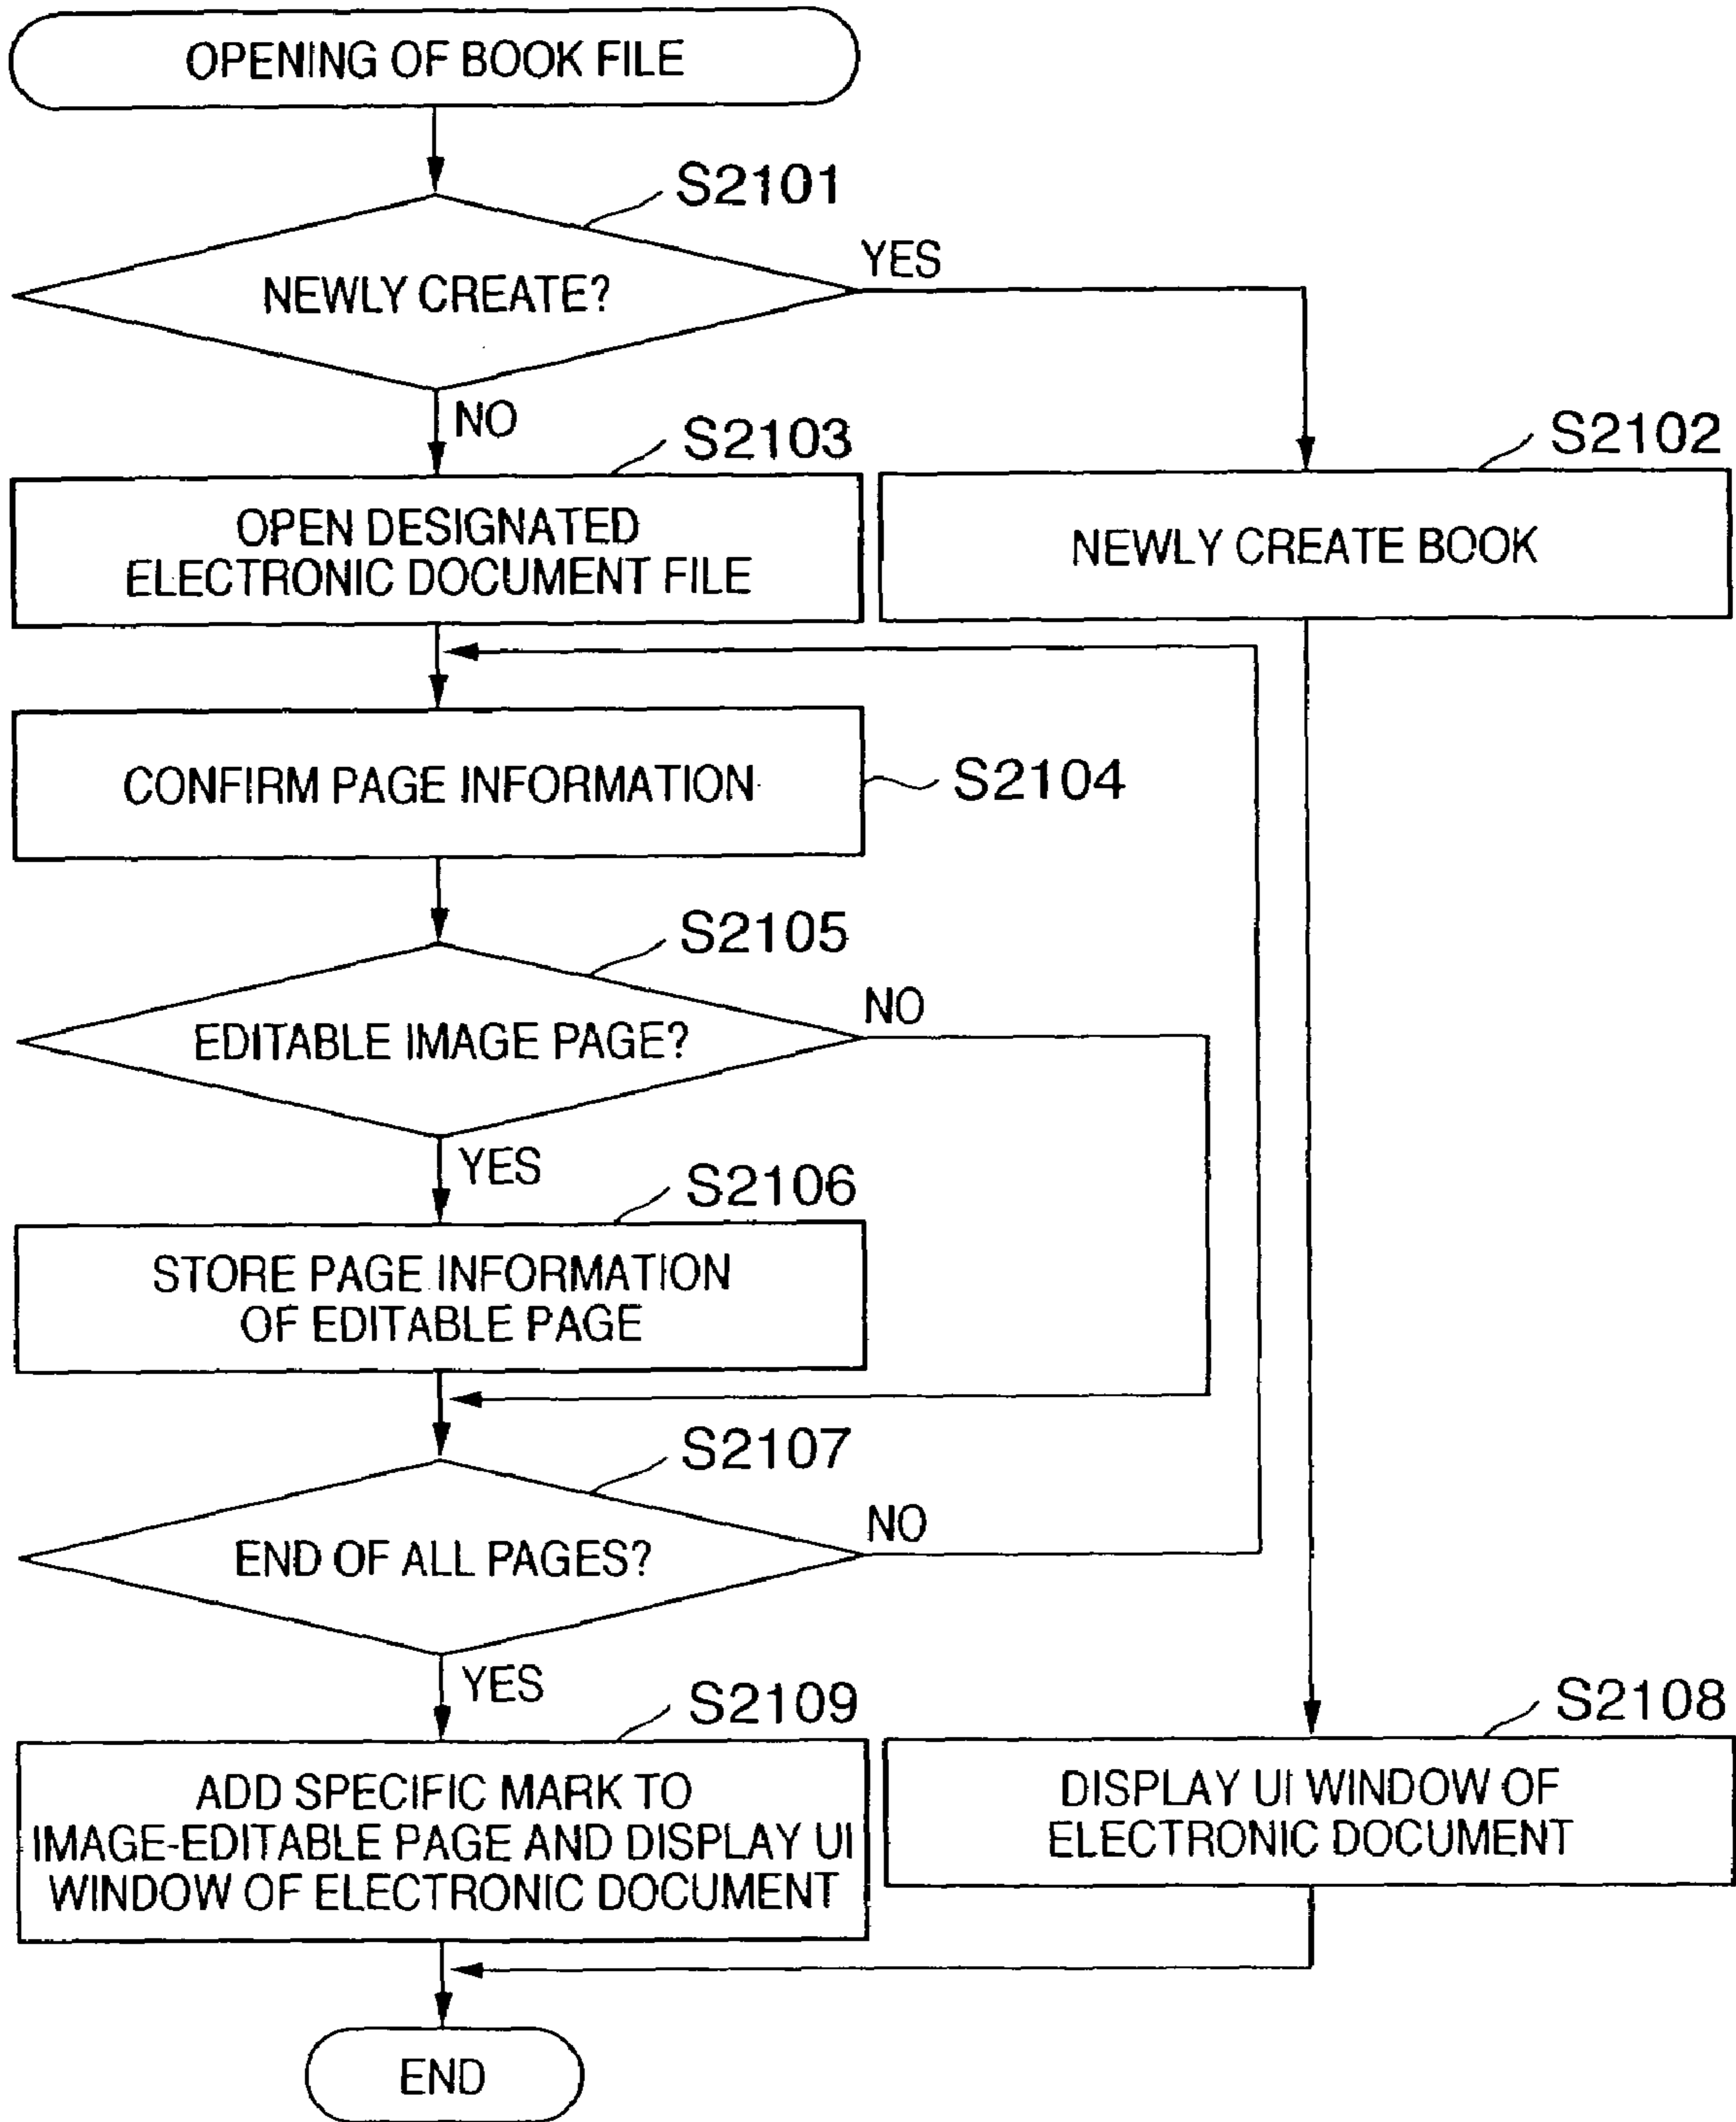 OPENING OF BOOK FILE
S2101
NEWLY CREATE?
YES
NO
S2103
OPEN DESIGNATED
ELECTRONIC DOCUMENT FILE
S2102
NEWLY CREATE BOOK
CONFIRM PAGE INFORMATION
S2104
S2105
EDITABLE IMAGE PAGE?
NO
YES
S2106
STORE PAGE INFORMATION
OF EDITABLE PAGE
S2107
END OF ALL PAGES?
NO
YES
S2109
ADD SPECIFIC MARK TO
IMAGE-EDITABLE PAGE AND DISPLAY UI
WINDOW OF ELECTRONIC DOCUMENT
S2108
DISPLAY UI WINDOW OF
ELECTRONIC DOCUMENT
END